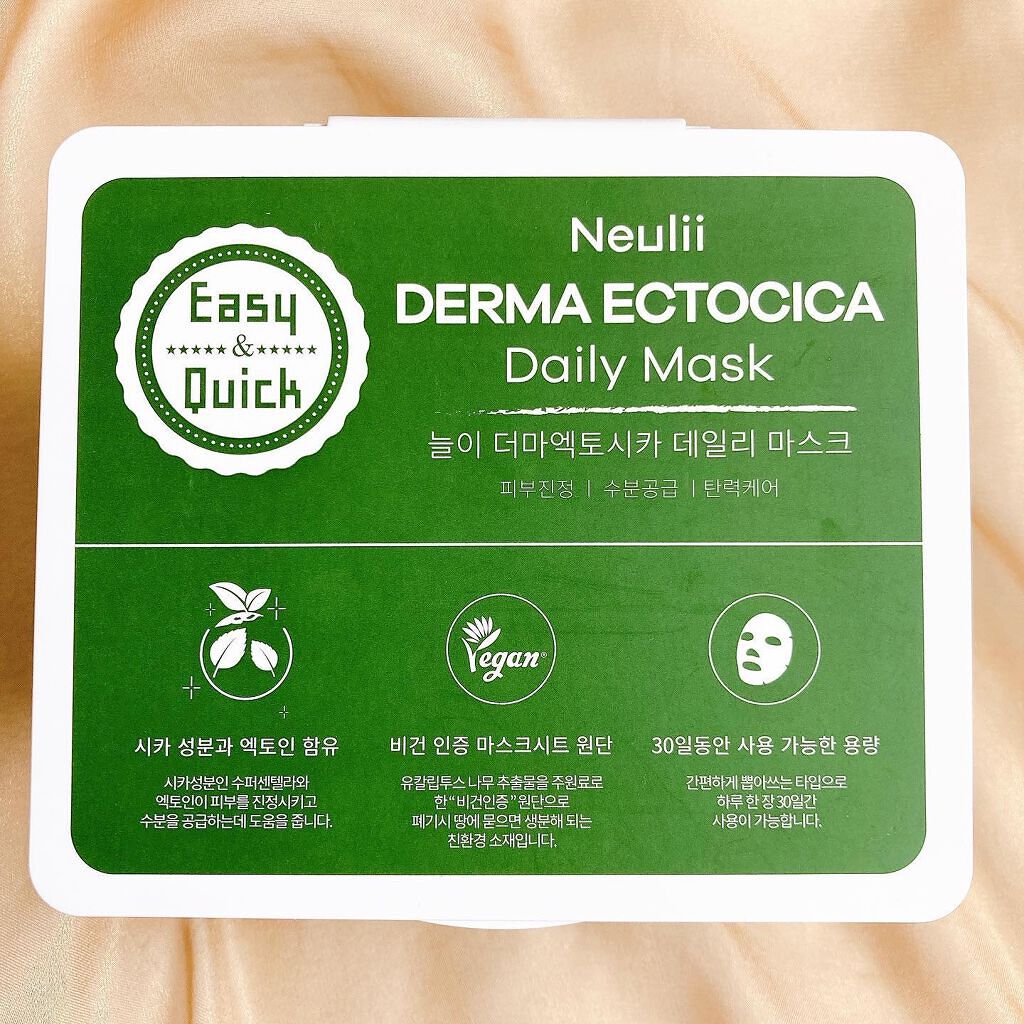 Easy
&
Quick
Neulii
DERMA ECTOCICA
Daily Mask
늘이 더마엑토시카 데일리 마스크
피부진정 | 수분공급 | 탄력케어
시카 성분과 엑토인 함유
시카성분인 수퍼센텔라와
엑토인이 피부를 진정시키고
수분을 공급하는데 도움을 줍니다.
Vegan®
비건 인증 마스크시트 원단
유칼립투스 나무 추출물을 주원료로
한 “비건인증” 원단으로
폐기시 땅에 묻으면 생분해 되는
친환경 소재입니다.
30일동안 사용 가능한 용량
간편하게 뽑아쓰는 타입으로
하루 한 장 30일간
사용이 가능합니다.